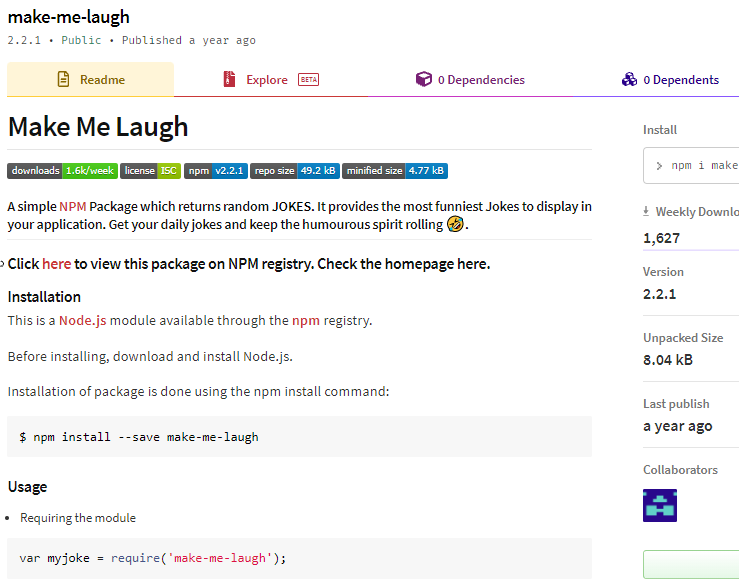 make-me-laugh
2.2.1 • Public • Published a year ago
Readme
Explore BETA
0 Dependencies
0 Dependents
Make Me Laugh
downloads 1.6k/week license ISC npm v2.2.1 repo size 49.2 kB minified size 4.77 kB
A simple NPM Package which returns random JOKES. It provides the most funniest Jokes to display in
your application. Get your daily jokes and keep the humourous spirit rolling 🤣.
Click here to view this package on NPM registry. Check the homepage here.
Installation
This is a Node.js module available through the npm registry.
Before installing, download and install Node.js.
Installation of package is done using the npm install command:
$ npm install --save make-me-laugh
Usage
• Requiring the module
var myjoke = require('make-me-laugh');
Install
> npm i make
Weekly Downlo
1,627
Version
2.2.1
Unpacked Size
8.04 kB
Last publish
a year ago
Collaborators